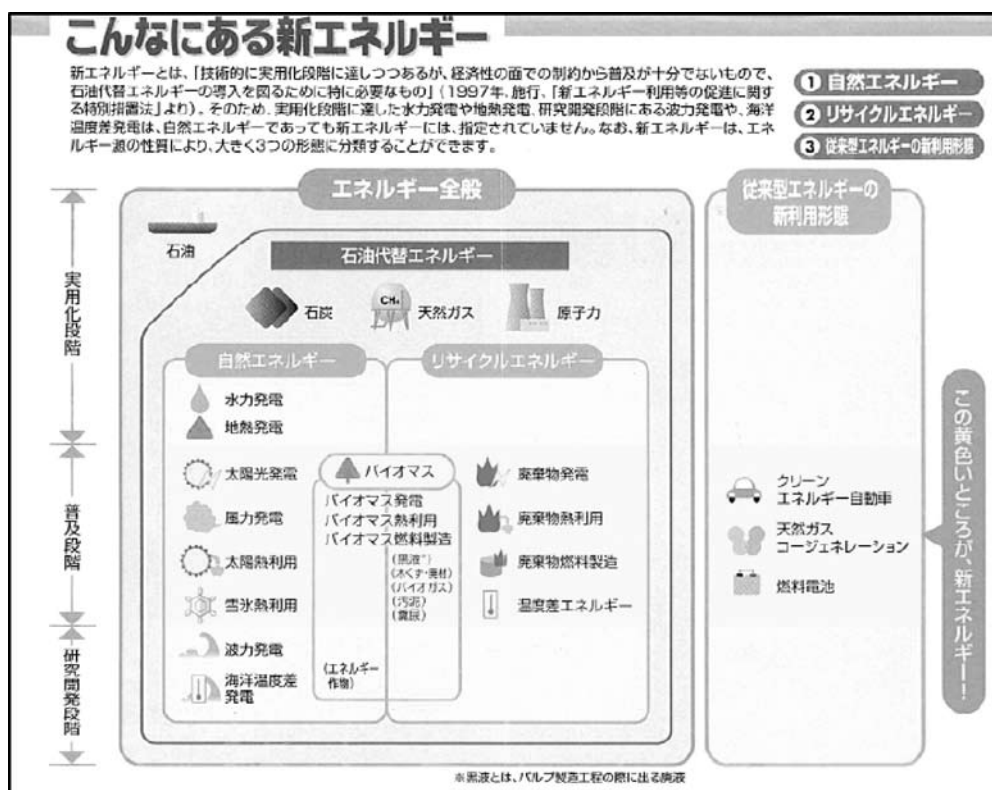 こんなにある新エネルギー
新エネルギーとは、「技術的に実用化段階に達しつつあるが、経済性の面での制約から普及が十分でないもので、
石油代替エネルギーの導入を図るために特に必要なもの」(1997年、施行、「新エネルギー利用等の促進に関す
る特別措置法」より)。そのため、実用化段階に達した水力発電や地熱発電、研究開発段階にある波力発電や、海洋
温度差発電は、自然エネルギーであっても新エネルギーには、指定されていません。なお、新エネルギーは、エネ
ルギー源の性質により、大きく3つの形態に分類することができます。
1 自然エネルギー
2 リサイクルエネルギー
3 従来型エネルギーの新利用形態
エネルギー全般
従来型エネルギーの
新利用形態
実用化段階
普及段階
研究開発段階
石油
石油代替エネルギー
石炭
CH₄
天然ガス
原子力
自然エネルギー
リサイクルエネルギー
水力発電
地熱発電
太陽光発電
風力発電
太陽熱利用
雪氷熱利用
波力発電
海洋温度差
発電
バイオマス
バイオマス発電
バイオマス熱利用
バイオマス燃料製造
(黒液※)
(木くず・廃材)
(バイオガス)
(汚泥)
(糞尿)
(エネルギー
作物)
廃棄物発電
廃棄物熱利用
廃棄物燃料製造
温度差エネルギー
クリーン
エネルギー自動車
天然ガス
コージェネレーション
燃料電池
この黄色いところが、新エネルギー!
※黒液とは、パルプ製造工程の際に出る廃液